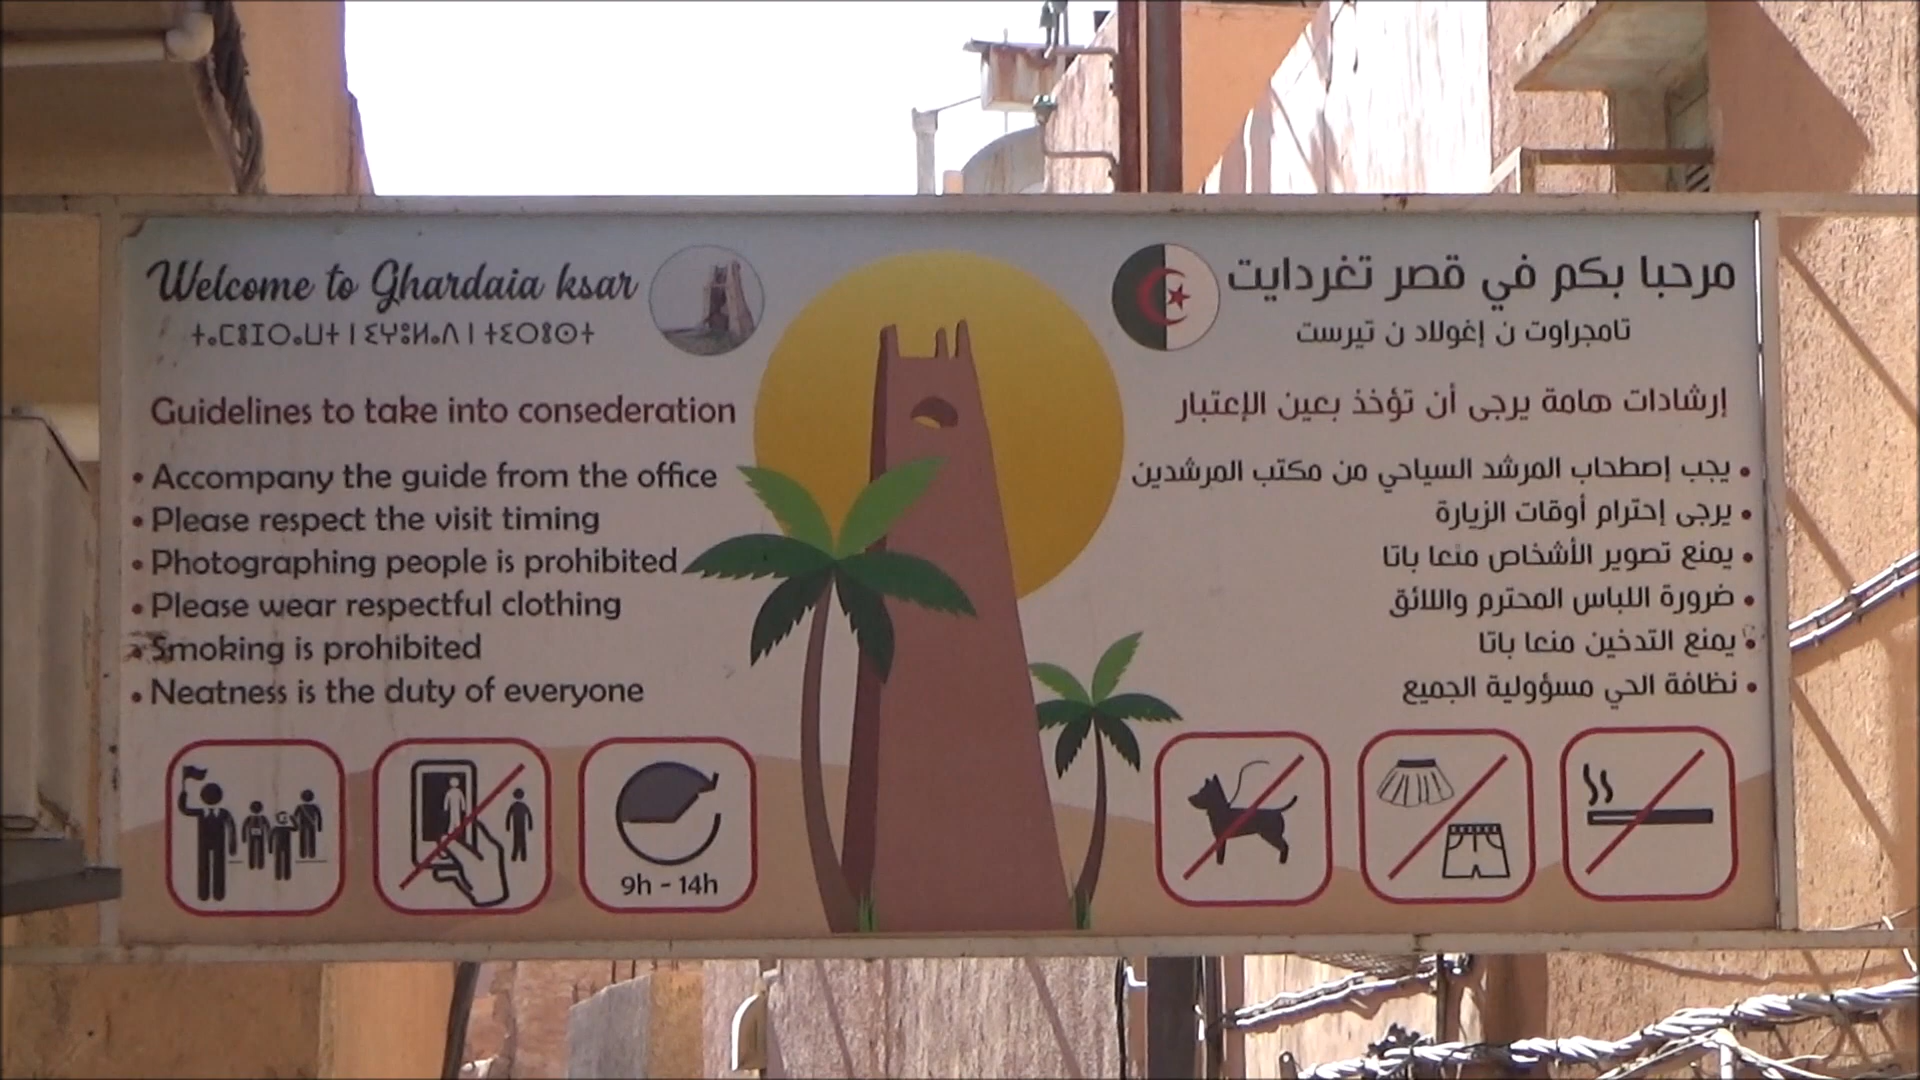 Welcome to Ghardaia ksar
ⵜⴰⵎⵓⵊⵔⴰⵡⵜ ⵏ ⵉⵖⵓⵍⴰⴷ ⵏ ⵜⵉⵔⵓⵙⵜ
Guidelines to take into consederation
• Accompany the guide from the office
• Please respect the visit timing
• Photographing people is prohibited
• Please wear respectful clothing
• Smoking is prohibited
• Neatness is the duty of everyone
9h - 14h
مرحبا بكم في قصر تغردايت
تامجراوت ن إغولاد ن تيرست
إرشادات هامة يرجى أن تؤخذ بعين الإعتبار
• يجب إصطحاب المرشد السياحي من مكتب المرشدين
• يرجى إحترام أوقات الزيارة
• يمنع تصوير الأشخاص منعا باتا
• ضرورة اللباس المحترم واللائق
• يمنع التدخين منعا باتا
• نظافة الحي مسؤولية الجميع